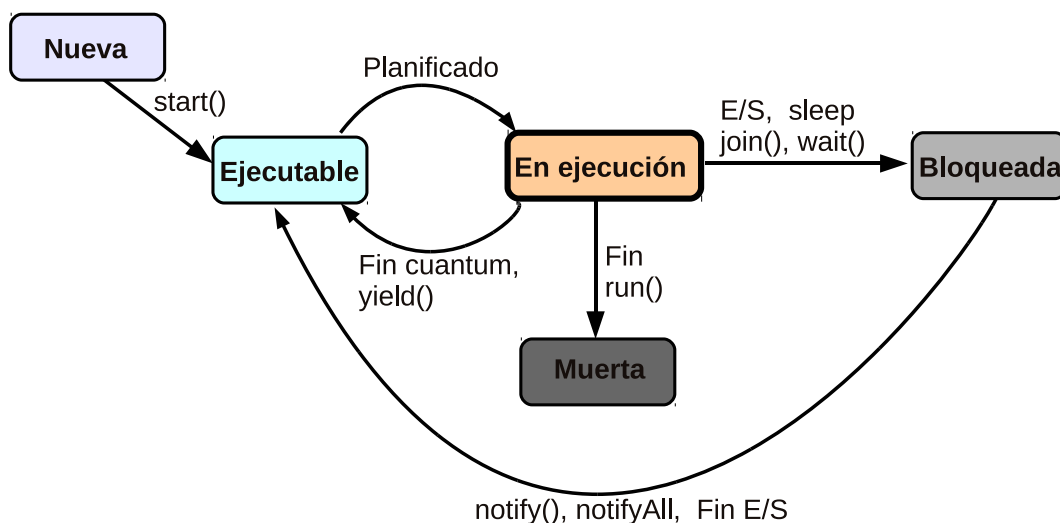 Nueva
start()
Planificado
Ejecutable
En ejecución
E/S,  sleep
join(), wait()
Bloqueada
Fin cuantum,
yield()
Fin
run()
Muerta
notify(), notifyAll,  Fin E/S